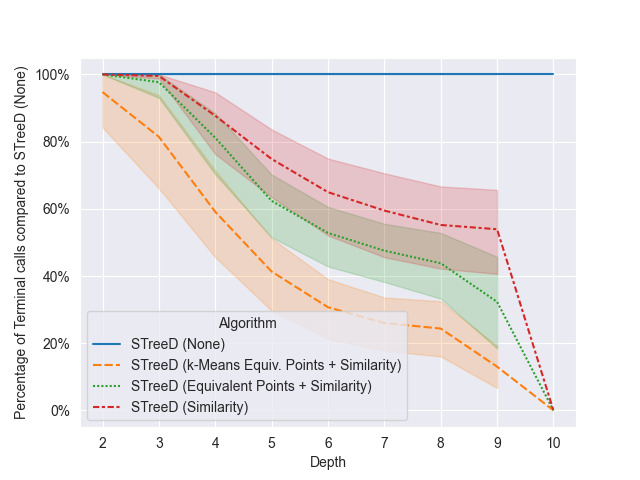 Percentage of Terminal calls compared to STreeD (None)
100%
80%
60%
40%
20%
0%
Algorithm
STreeD (None)
STreeD (k-Means Equiv. Points + Similarity)
STreeD (Equivalent Points + Similarity)
STreeD (Similarity)
2 3 4 5 6 7 8 9 10
Depth